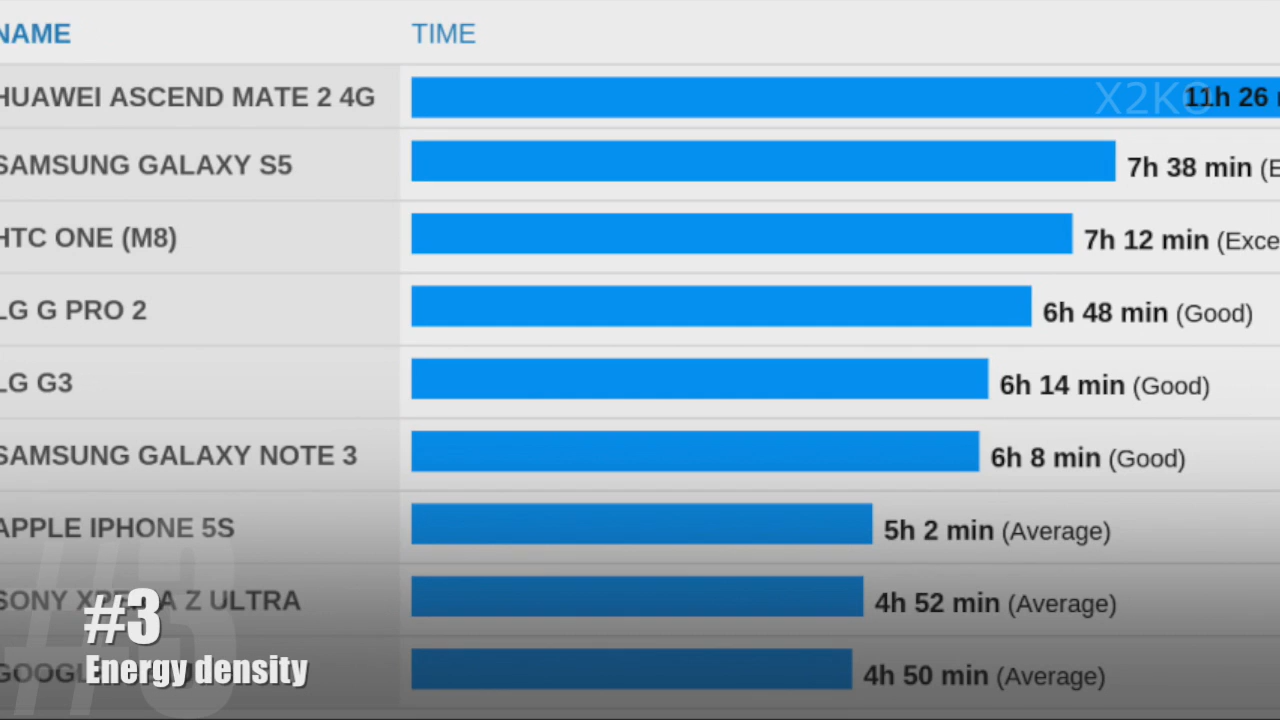 NAME TIME
HUAWEI ASCEND MATE 2 4G 11h 26
X2KO
SAMSUNG GALAXY S5 7h 38 min (E
HTC ONE (M8) 7h 12 min (Exce
LG G PRO 2 6h 48 min (Good)
LG G3 6h 14 min (Good)
SAMSUNG GALAXY NOTE 3 6h 8 min (Good)
APPLE IPHONE 5S 5h 2 min (Average)
SONY Z ULTRA 4h 52 min (Average)
4h 50 min (Average)
#3
Energy density